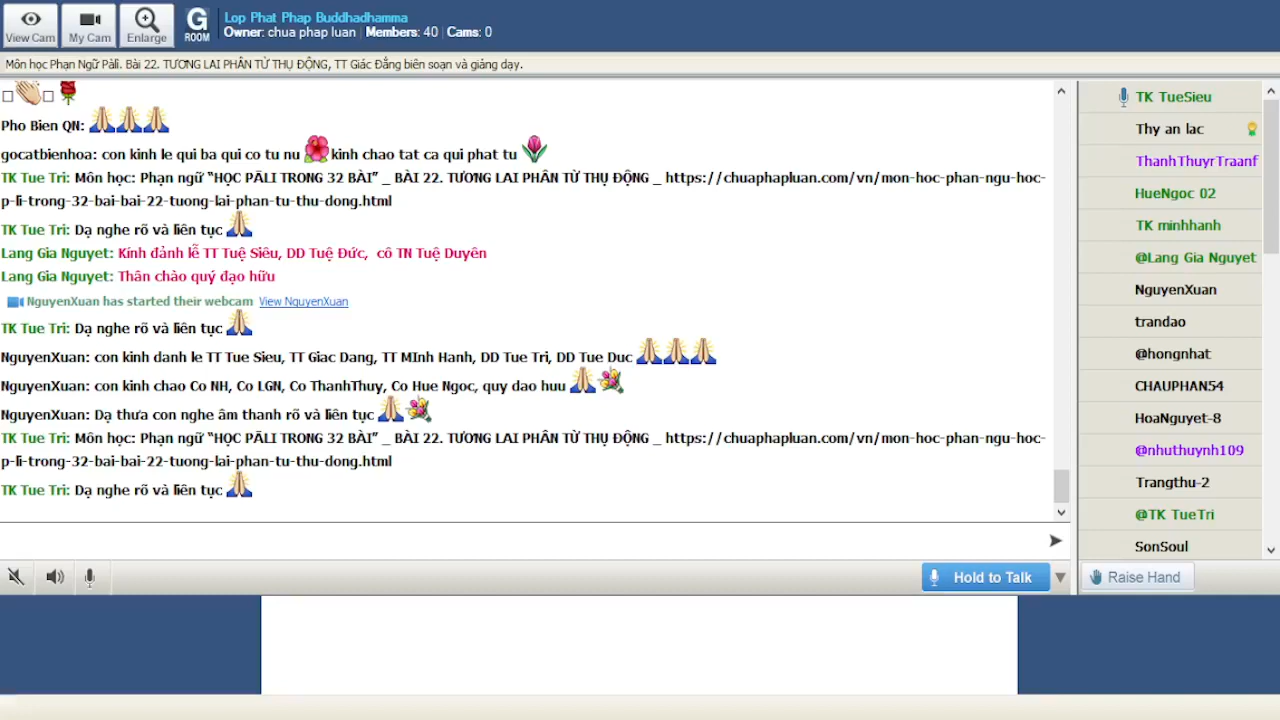 View Cam
My Cam
Enlarge
G
ROOM
Lop Phat Phap Buddhadhamma
Owner: chua phap luan | Members: 40 | Cams: 0
Môn học Phạn Ngữ Pāli. Bài 22. TƯƠNG LAI PHÂN TỪ THỤ ĐỘNG, TT Giác Đẳng biên soạn và giảng dạy.
Pho Bien QN:
gocatbienhoa: con kinh le qui ba qui co tu nu kinh chao tat ca qui phat tu
TK Tue Tri: Môn học: Phạn ngữ “HỌC PĀLI TRONG 32 BÀI” _ BÀI 22. TƯƠNG LAI PHÂN TỪ THỤ ĐỘNG _ https://chuaphapluan.com/vn/mon-hoc-phan-ngu-hoc-
p-li-trong-32-bai-bai-22-tuong-lai-phan-tu-thu-dong.html
TK Tue Tri: Dạ nghe rõ và liên tục
Lang Gia Nguyet: Kính đảnh lễ TT Tuệ Siêu, DD Tuệ Đức, cô TN Tuệ Duyên
Lang Gia Nguyet: Thân chào quý đạo hữu
NguyenXuan has started their webcam View NguyenXuan
TK Tue Tri: Dạ nghe rõ và liên tục
NguyenXuan: con kinh danh le TT Tue Sieu, TT Giac Dang, TT MInh Hanh, DD Tue Tri, DD Tue Duc
NguyenXuan: con kinh chao Co NH, Co LGN, Co ThanhThuy, Co Hue Ngoc, quy dao huu
NguyenXuan: Dạ thưa con nghe âm thanh rõ và liên tục
TK Tue Tri: Môn học: Phạn ngữ “HỌC PĀLI TRONG 32 BÀI” _ BÀI 22. TƯƠNG LAI PHÂN TỪ THỤ ĐỘNG _ https://chuaphapluan.com/vn/mon-hoc-phan-ngu-hoc-
p-li-trong-32-bai-bai-22-tuong-lai-phan-tu-thu-dong.html
TK Tue Tri: Dạ nghe rõ và liên tục
Hold to Talk
TK TueSieu
Thy an lac
ThanhThuyrTraanf
HueNgoc 02
TK minhhanh
@Lang Gia Nguyet
NguyenXuan
trandao
@hongnhat
CHAUPHAN54
HoaNguyet-8
@nhuthuynh109
Trangthu-2
@TK TueTri
SonSoul
Raise Hand